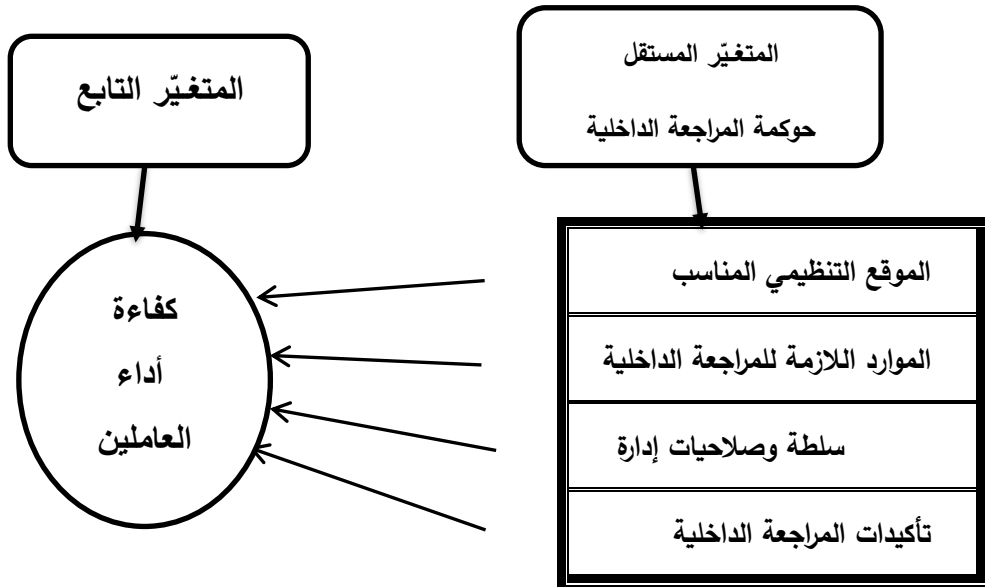 المتغيّر المستقل
حوكمة المراجعة الداخلية
المتغيّر التابع
الموقع التنظيمي المناسب
الموارد اللازمة للمراجعة الداخلية
سلطة وصلاحيات إدارة
تأكيدات المراجعة الداخلية
كفاءة
أداء
العاملين